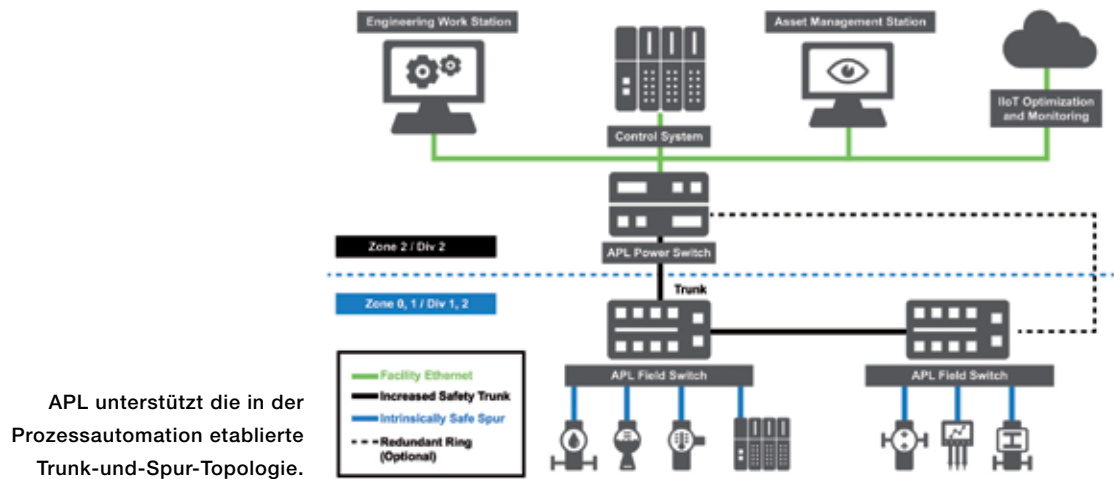 Engineering Work Station
Asset Management Station
IIoT Optimization
and Monitoring
Control System
Zone 2 / Div 2
APL Power Switch
Zone 0, 1 / Div 1, 2
Trunk
Facility Ethernet
Increased Safety Trunk
Intrinsically Safe Spur
Redundant Ring
(Optional)
APL Field Switch
APL Field Switch
APL unterstützt die in der
Prozessautomation etablierte
Trunk-und-Spur-Topologie.